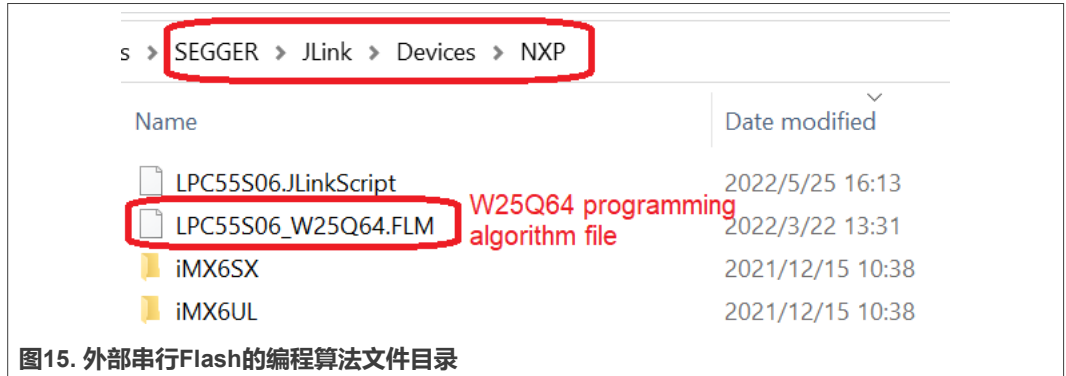 s > SEGGER > JLink > Devices > NXP
Name Date modified
LPC55S06.JLinkScript 2022/5/25 16:13
LPC55S06_W25Q64.FLM 2022/3/22 13:31
W25Q64 programming
algorithm file
iMX6SX 2021/12/15 10:38
iMX6UL 2021/12/15 10:38
图15. 外部串行Flash的编程算法文件目录